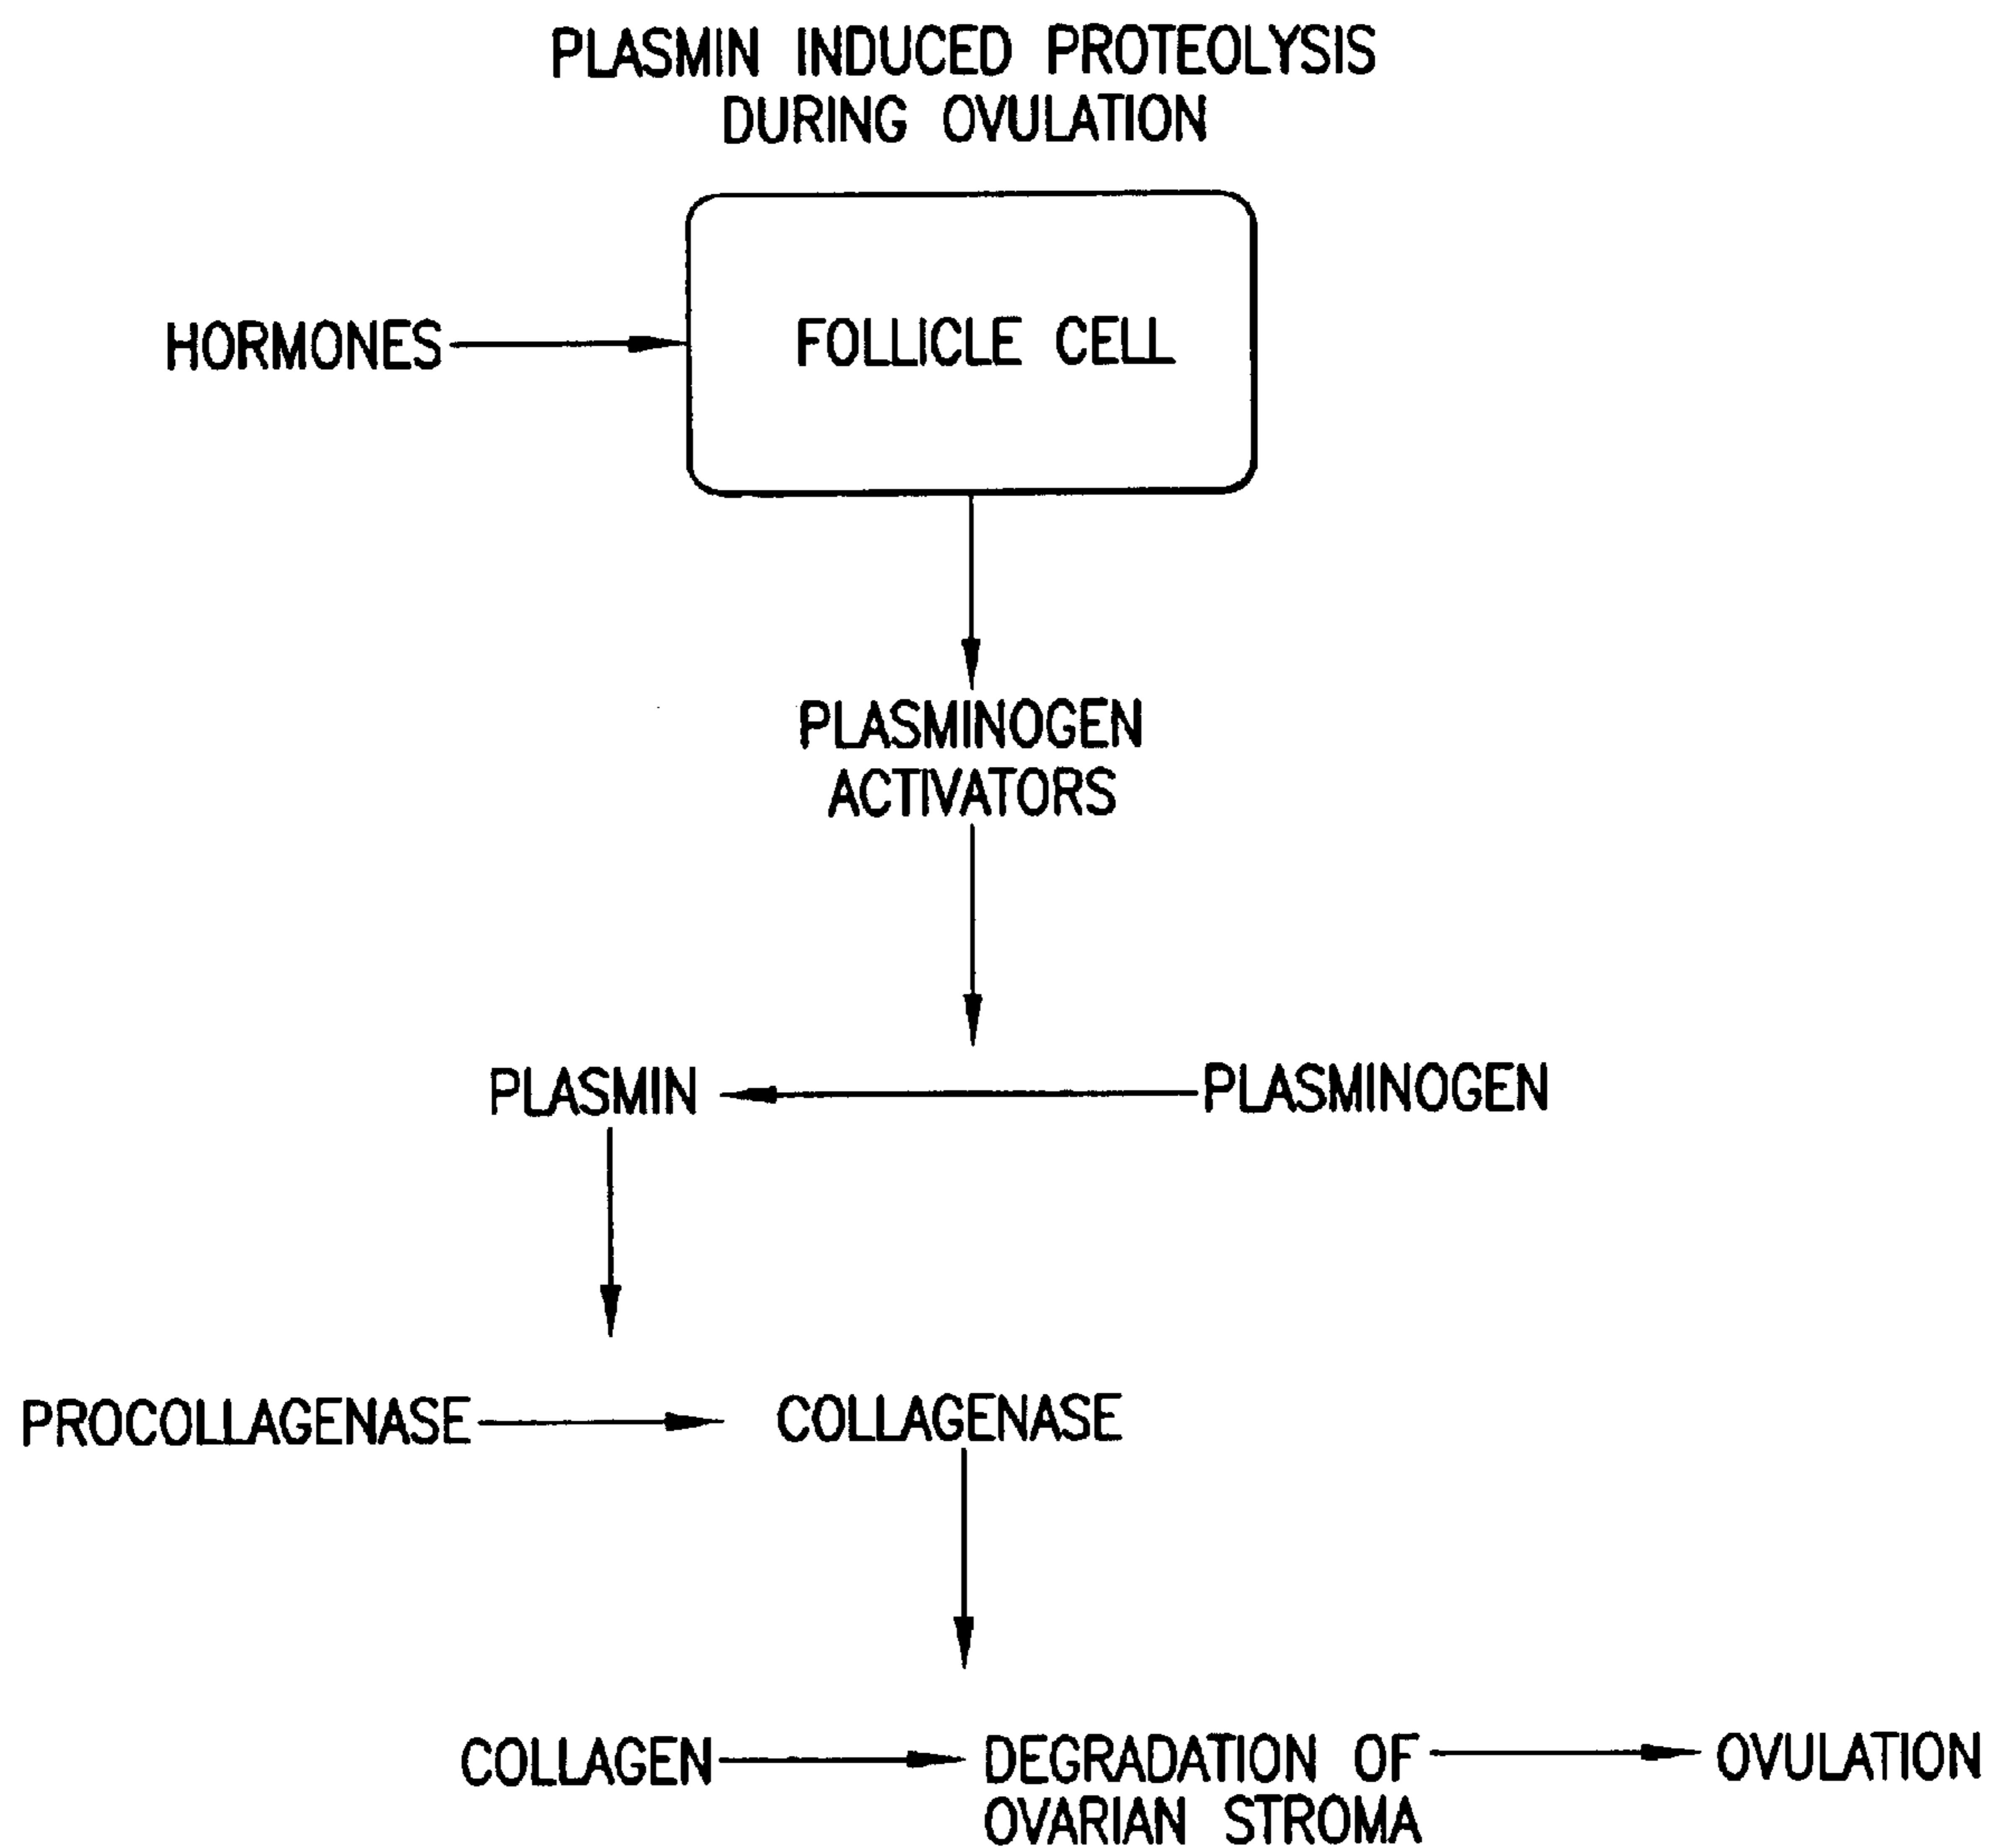 PLASMIN INDUCED PROTEOLYSIS
DURING OVULATION
HORMONES
FOLLICLE CELL
PLASMINOGEN
ACTIVATORS
PLASMIN
PLASMINOGEN
PROCOLLAGENASE
COLLAGENASE
COLLAGEN
DEGRADATION OF
OVARIAN STROMA
OVULATION